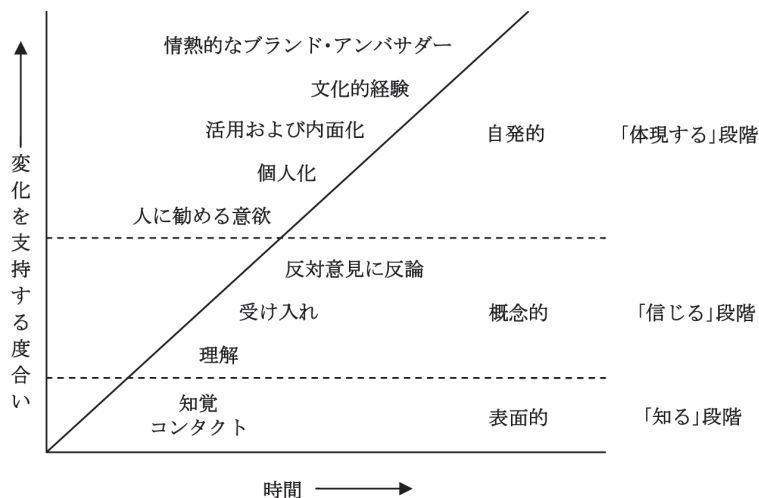 情熱的なブランド・アンバサダー
文化的経験
活用および内面化
自発的
「体現する」段階
個人化
人に勧める意欲
変化を支持する度合い
反対意見に反論
受け入れ
概念的
「信じる」段階
理解
知覚
コンタクト
表面的
「知る」段階
時間